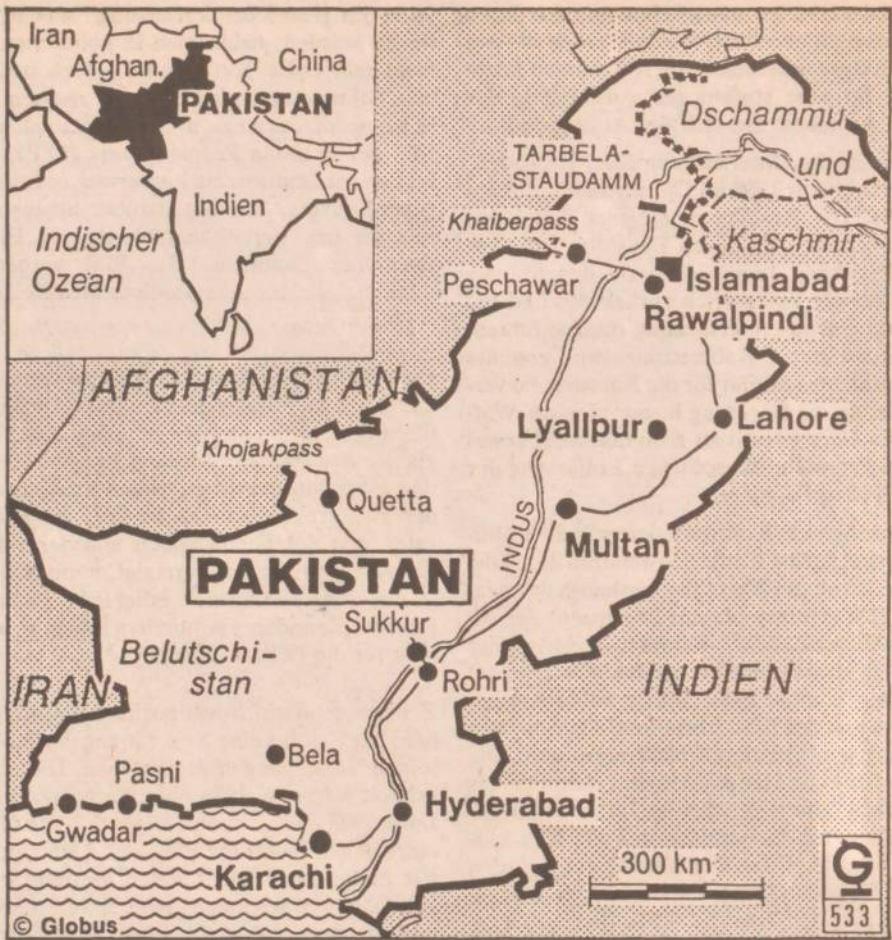 Iran
Afghan.
China
PAKISTAN
Indien
Indischer
Ozean
Dschammu
und
Kaschmir
TARBELA-
STAUDAMM
Khaiberpass
Peschawar
Islamabad
Rawalpindi
AFGHANISTAN
Lyallpur
Lahore
Khojakpass
Quetta
INDUS
Multan
PAKISTAN
Sukkur
Belutschi-
stan
Rohri
IRAN
INDIEN
Bela
Pasni
Gwadar
Hyderabad
Karachi
300 km
G
533
© Globus